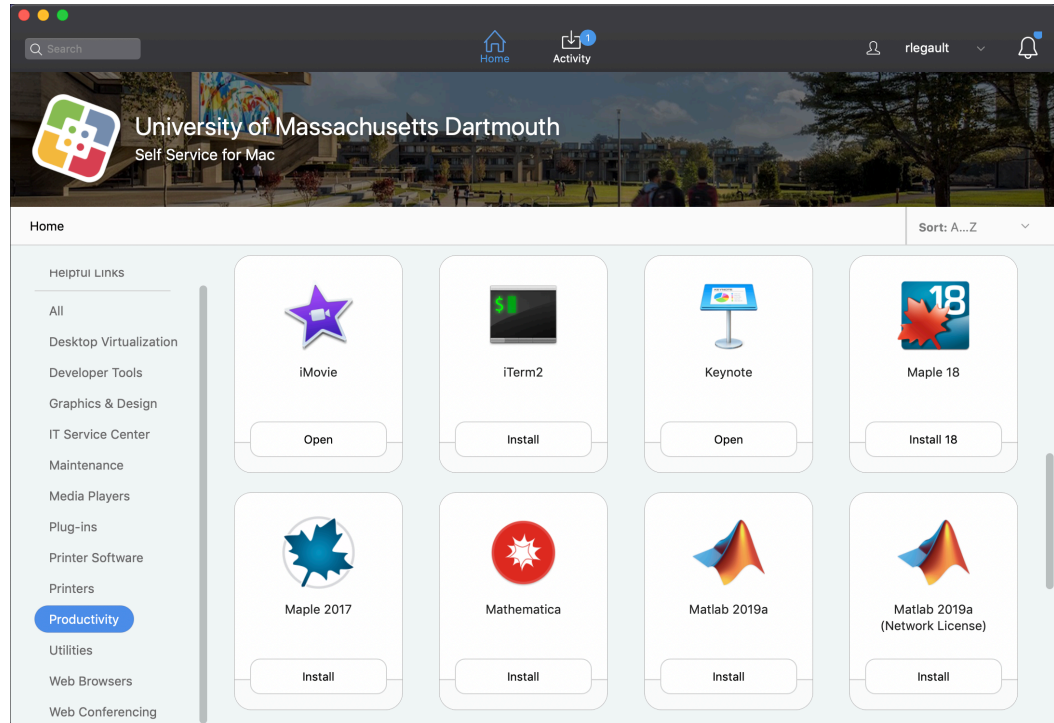 Search
Home
1
Activity
rlegault
University of Massachusetts Dartmouth
Self Service for Mac
Home
Sort: A...Z
Helpful Links
All
Desktop Virtualization
Developer Tools
Graphics & Design
IT Service Center
Maintenance
Media Players
Plug-ins
Printer Software
Printers
Productivity
Utilities
Web Browsers
Web Conferencing
$
KEYNOTE
18
iMovie
iTerm2
Keynote
Maple 18
Open
Install
Open
Install 18
Maple 2017
Mathematica
Matlab 2019a
Matlab 2019a
(Network License)
Install
Install
Install
Install